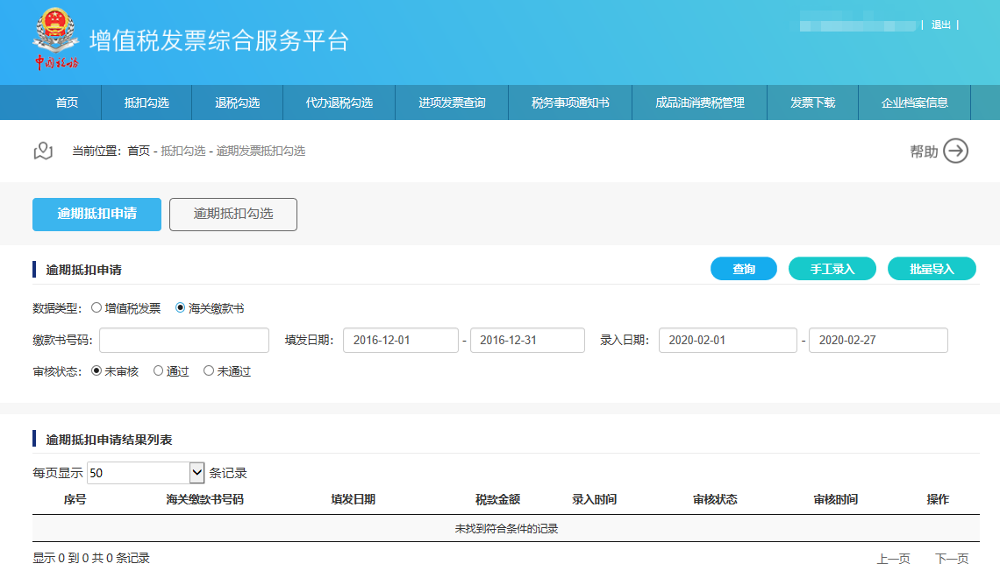 中国税务
增值税发票综合服务平台
| 退出 |
首页 抵扣勾选 退税勾选 代办退税勾选 进项发票查询 税务事项通知书 成品油消费税管理 发票下载 企业档案信息
当前位置：首页 - 抵扣勾选 - 逾期发票抵扣勾选
帮助
逾期抵扣申请 逾期抵扣勾选
逾期抵扣申请 查询 手工录入 批量导入
数据类型： 增值税发票 海关缴款书
缴款书号码： 填发日期： 2016-12-01 - 2016-12-31 录入日期： 2020-02-01 - 2020-02-27
审核状态： 未审核 通过 未通过
逾期抵扣申请结果列表
每页显示 50 条记录
序号 海关缴款书号码 填发日期 税款金额 录入时间 审核状态 审核时间 操作
未找到符合条件的记录
显示 0 到 0 共 0 条记录 上一页 下一页